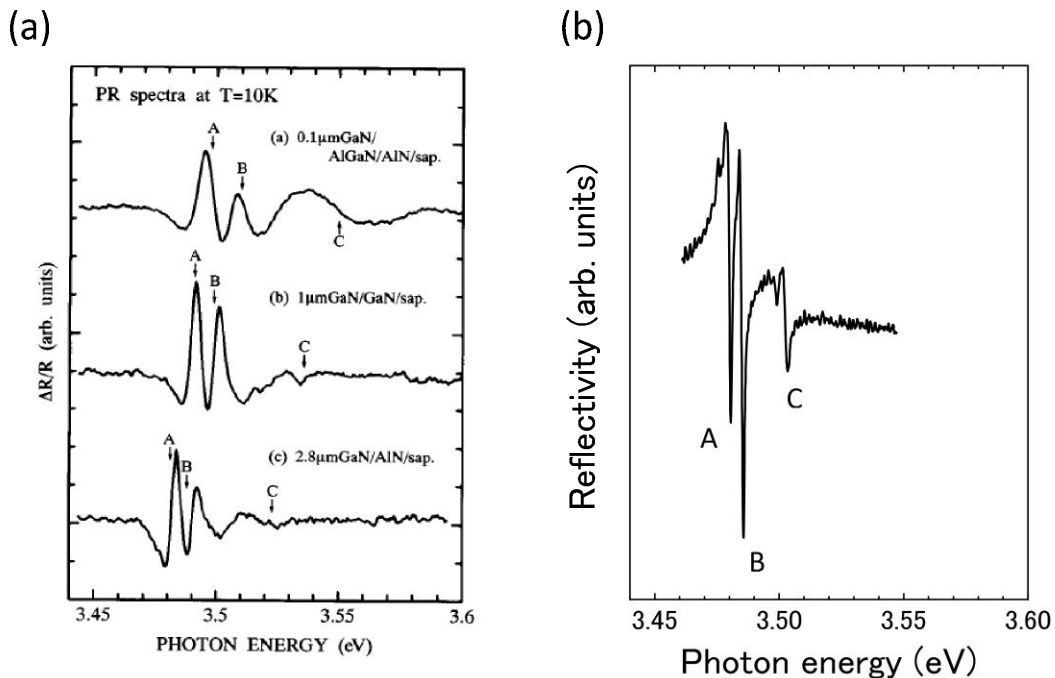 (a)
PR spectra at T=10K
A
(a) 0.1μmGaN/
AlGaN/AlN/sap.
B
C
A
B
(b) 1μmGaN/GaN/sap.
C
A
B
(c) 2.8μmGaN/AlN/sap.
C
ΔR/R (arb. units)
3.45 3.5 3.55 3.6
PHOTON ENERGY (eV)
(b)
Reflectivity (arb. units)
A
B
C
3.45 3.50 3.55 3.60
Photon energy (eV)